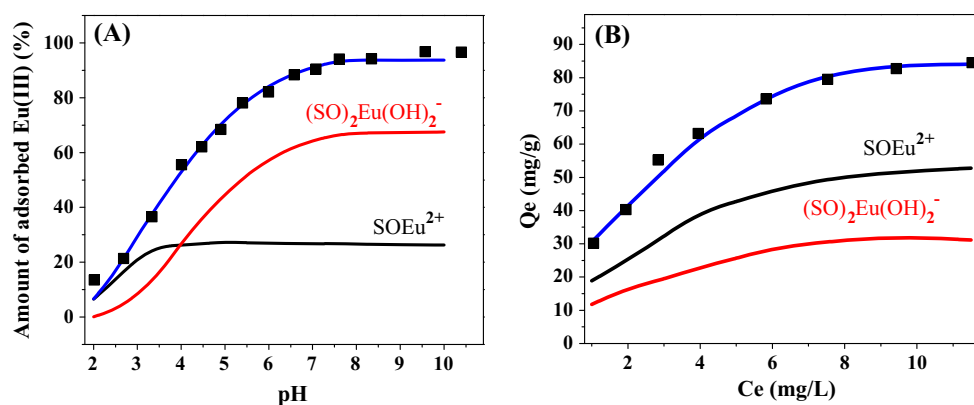 (A)
Amount of adsorbed Eu(III) (%)
100
80
60
40
20
0
(SO)₂Eu(OH)₂⁻
SOEu²⁺
2 3 4 5 6 7 8 9 10
pH
(B)
Qe (mg/g)
90
80
70
60
50
40
30
20
10
0
SOEu²⁺
(SO)₂Eu(OH)₂⁻
2 4 6 8 10
Ce (mg/L)